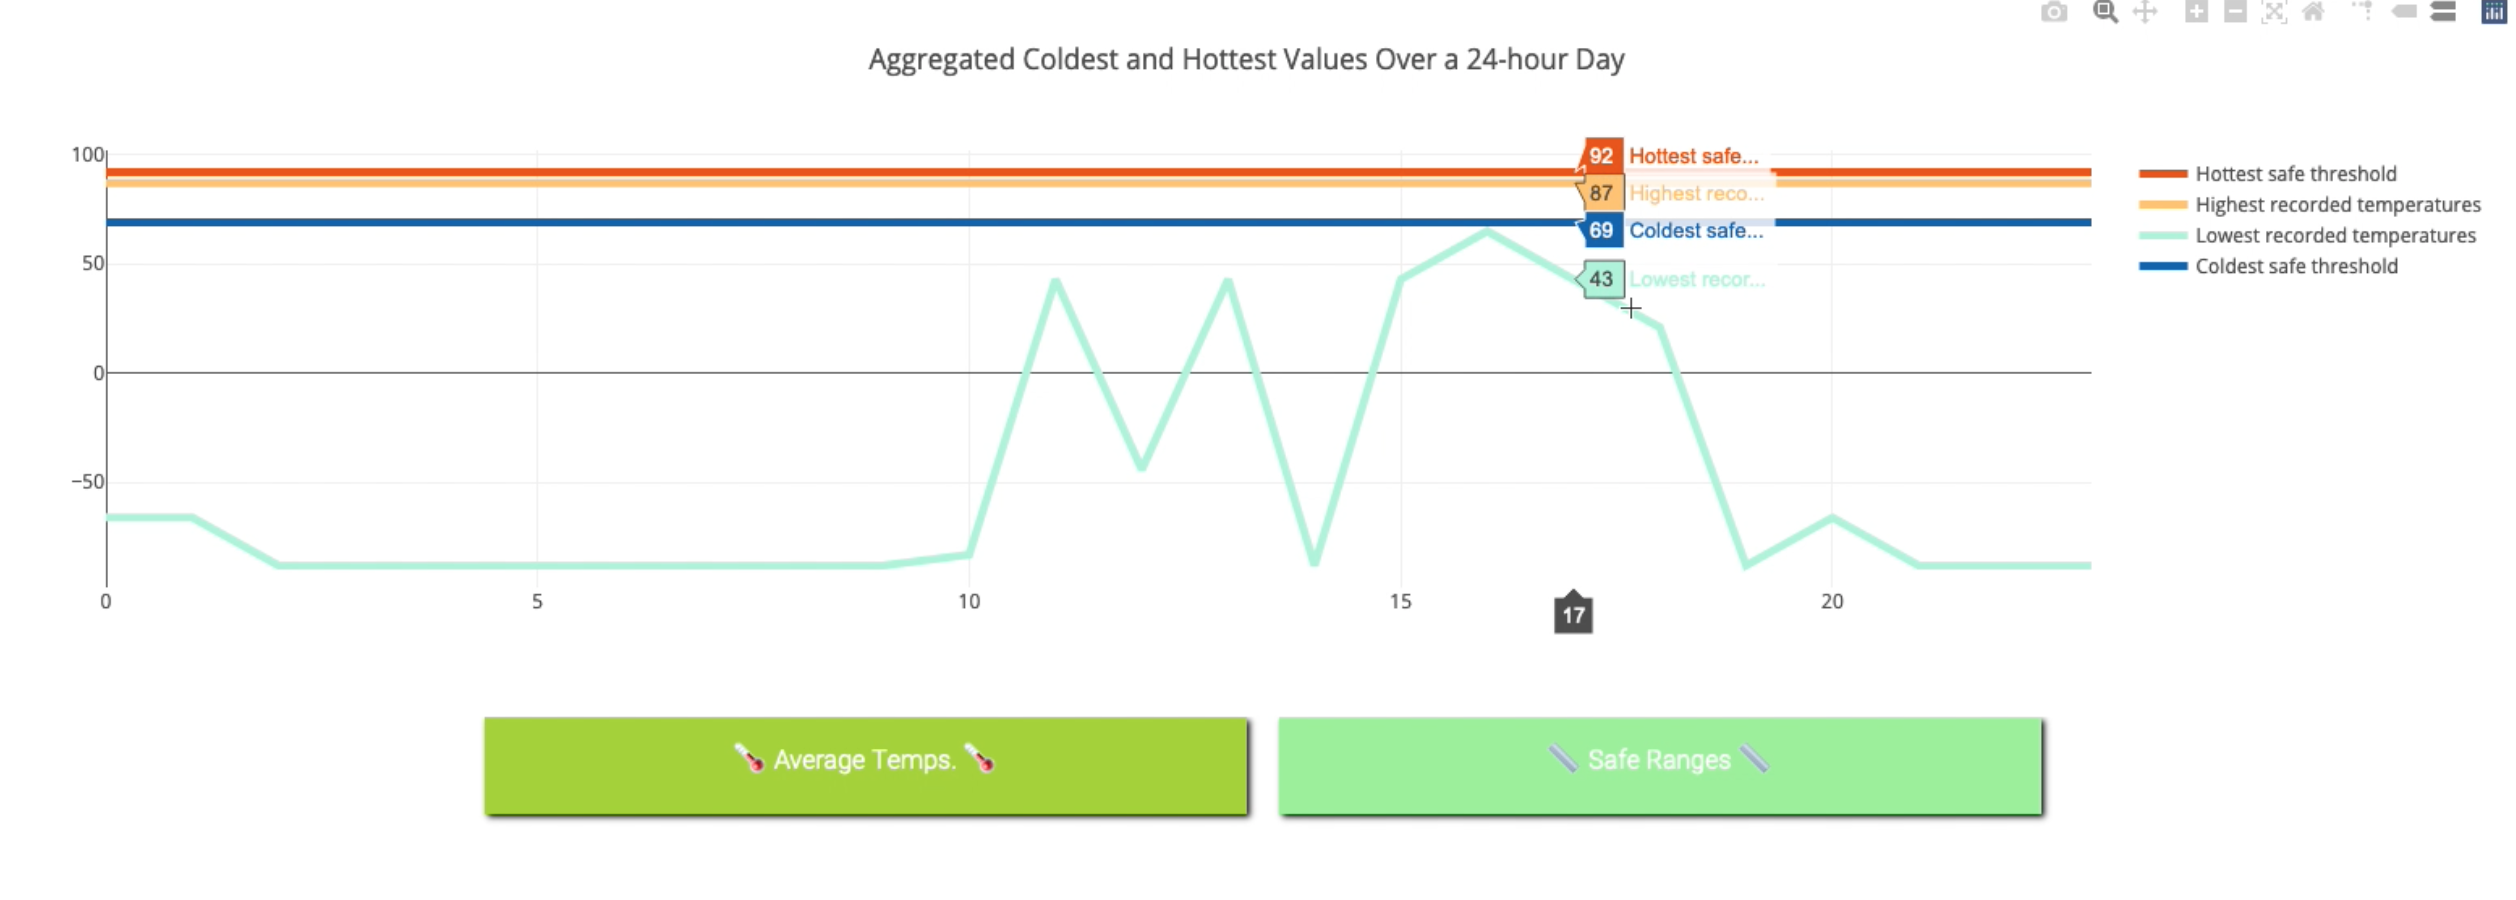 Aggregated Coldest and Hottest Values Over a 24-hour Day
100
50
0
−50
0
5
10
15
20
17
92 Hottest safe...
87 Highest reco...
69 Coldest safe...
43 Lowest recor...
Hottest safe threshold
Highest recorded temperatures
Lowest recorded temperatures
Coldest safe threshold
Average Temps.
Safe Ranges